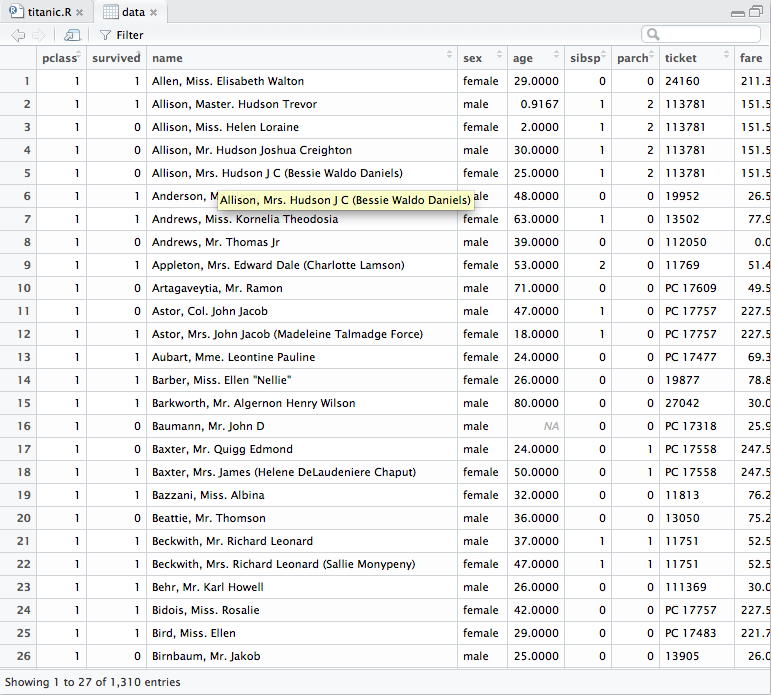 titanic.R × data ×
Filter
pclass survived name sex age sibsp parch ticket fare
1 1 1 Allen, Miss. Elisabeth Walton female 29.0000 0 0 24160 211.3
2 1 1 Allison, Master. Hudson Trevor male 0.9167 1 2 113781 151.5
3 1 0 Allison, Miss. Helen Loraine female 2.0000 1 2 113781 151.5
4 1 0 Allison, Mr. Hudson Joshua Creighton male 30.0000 1 2 113781 151.5
5 1 0 Allison, Mrs. Hudson J C (Bessie Waldo Daniels) female 25.0000 1 2 113781 151.5
6 1 1 Anderson, M ale 48.0000 0 0 19952 26.5
Allison, Mrs. Hudson J C (Bessie Waldo Daniels)
7 1 1 Andrews, Miss. Kornelia Theodosia female 63.0000 1 0 13502 77.9
8 1 0 Andrews, Mr. Thomas Jr male 39.0000 0 0 112050 0.0
9 1 1 Appleton, Mrs. Edward Dale (Charlotte Lamson) female 53.0000 2 0 11769 51.4
10 1 0 Artagaveytia, Mr. Ramon male 71.0000 0 0 PC 17609 49.5
11 1 0 Astor, Col. John Jacob male 47.0000 1 0 PC 17757 227.5
12 1 1 Astor, Mrs. John Jacob (Madeleine Talmadge Force) female 18.0000 1 0 PC 17757 227.5
13 1 1 Aubart, Mme. Leontine Pauline female 24.0000 0 0 PC 17477 69.3
14 1 1 Barber, Miss. Ellen "Nellie" female 26.0000 0 0 19877 78.8
15 1 1 Barkworth, Mr. Algernon Henry Wilson male 80.0000 0 0 27042 30.0
16 1 0 Baumann, Mr. John D male NA 0 0 PC 17318 25.9
17 1 0 Baxter, Mr. Quigg Edmond male 24.0000 0 1 PC 17558 247.5
18 1 1 Baxter, Mrs. James (Helene DeLaudeniere Chaput) female 50.0000 0 1 PC 17558 247.5
19 1 1 Bazzani, Miss. Albina female 32.0000 0 0 11813 76.2
20 1 0 Beattie, Mr. Thomson male 36.0000 0 0 13050 75.2
21 1 1 Beckwith, Mr. Richard Leonard male 37.0000 1 1 11751 52.5
22 1 1 Beckwith, Mrs. Richard Leonard (Sallie Monypeny) female 47.0000 1 1 11751 52.5
23 1 1 Behr, Mr. Karl Howell male 26.0000 0 0 111369 30.0
24 1 1 Bidois, Miss. Rosalie female 42.0000 0 0 PC 17757 227.5
25 1 1 Bird, Miss. Ellen female 29.0000 0 0 PC 17483 221.7
26 1 0 Birnbaum, Mr. Jakob male 25.0000 0 0 13905 26.0
Showing 1 to 27 of 1,310 entries